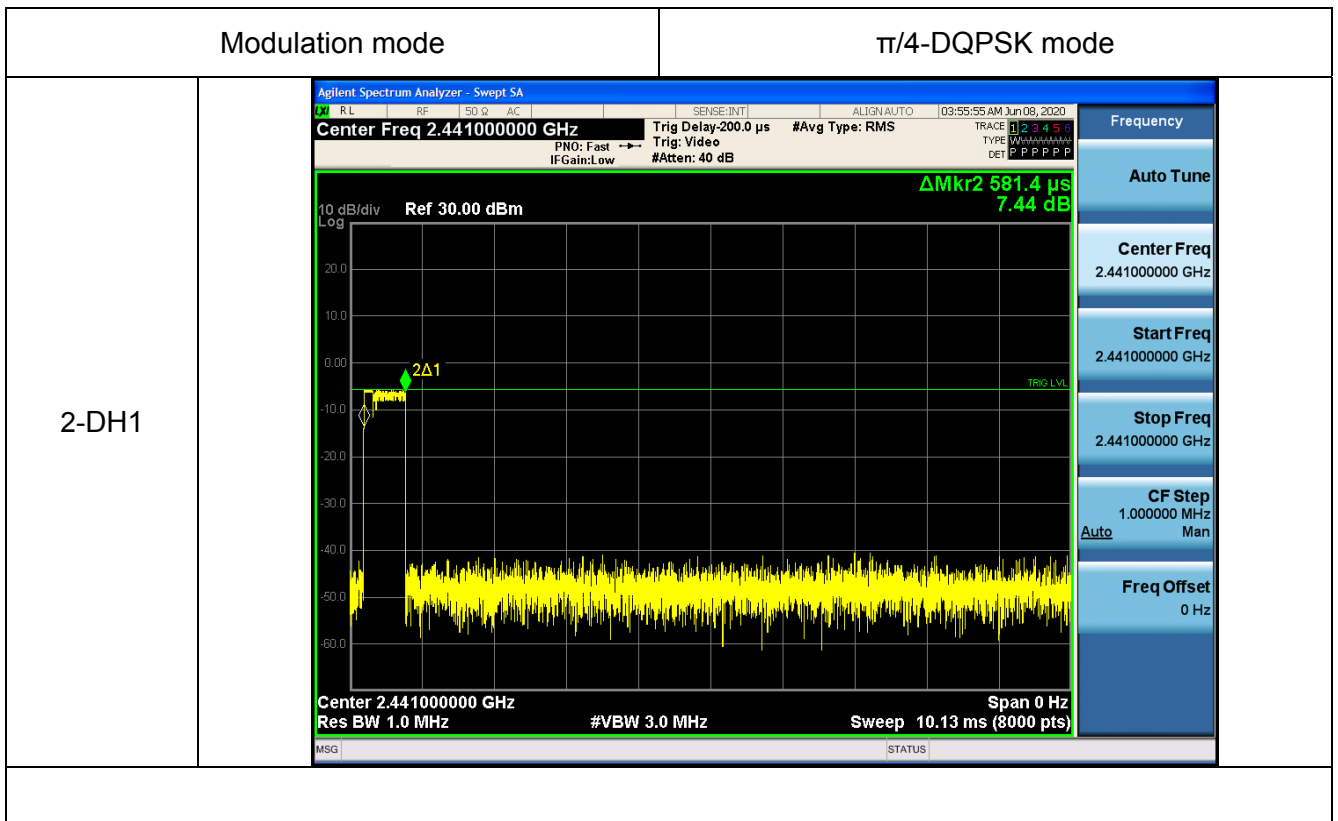 Modulation mode π/4-DQPSK mode
2-DH1
Agilent Spectrum Analyzer - Swept SA
LXI RL RF 50 Ω AC SENSE:INT ALIGN AUTO 03:55:55 AM Jun 08, 2020
Center Freq 2.441000000 GHz Trig Delay-200.0 µs #Avg Type: RMS TRACE 1 2 3 4 5 6
PNO: Fast Trig: Video TYPE WWWWWW
IFGain:Low #Atten: 40 dB DET P P P P P P
ΔMkr2 581.4 µs
7.44 dB
10 dB/div Ref 30.00 dBm
Log
20.0
10.0
0.00
-10.0
-20.0
-30.0
-40.0
-50.0
-60.0
2Δ1
TRIG LVL
Center 2.441000000 GHz Span 0 Hz
Res BW 1.0 MHz #VBW 3.0 MHz Sweep 10.13 ms (8000 pts)
MSG STATUS
Frequency
Auto Tune
Center Freq
2.441000000 GHz
Start Freq
2.441000000 GHz
Stop Freq
2.441000000 GHz
CF Step
1.000000 MHz
Auto Man
Freq Offset
0 Hz